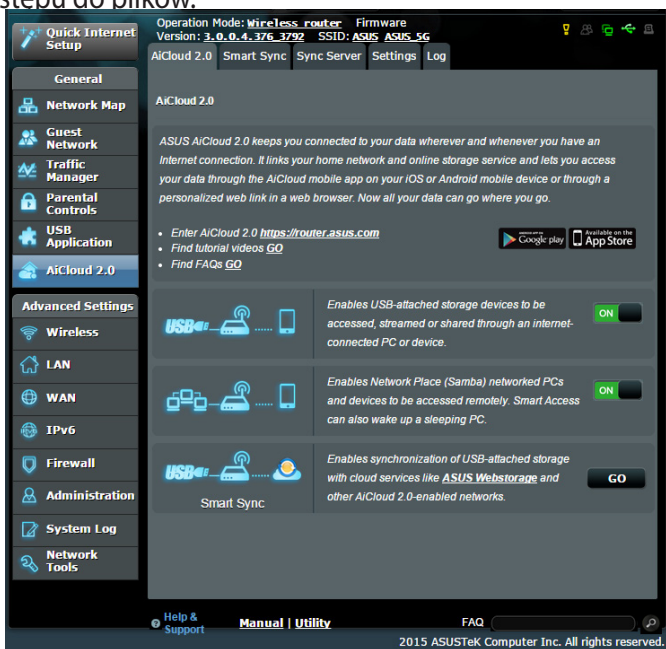 stępu do plików.
Quick Internet
Setup
Operation Mode: Wireless router Firmware
Version: 3.0.0.4.376_3792 SSID: ASUS ASUS_5G
AiCloud 2.0 Smart Sync Sync Server Settings Log
General
Network Map
Guest
Network
Traffic
Manager
Parental
Controls
USB
Application
AiCloud 2.0
Advanced Settings
Wireless
LAN
WAN
IPv6
Firewall
Administration
System Log
Network
Tools
AiCloud 2.0
ASUS AiCloud 2.0 keeps you connected to your data wherever and whenever you have an
Internet connection. It links your home network and online storage service and lets you access
your data through the AiCloud mobile app on your iOS or Android mobile device or through a
personalized web link in a web browser. Now all your data can go where you go.
• Enter AiCloud 2.0 https://router.asus.com
• Find tutorial videos GO
• Find FAQs GO
Google play
Available on the
App Store
USB
Enables USB-attached storage devices to be
accessed, streamed or shared through an internet-
connected PC or device.
ON
Enables Network Place (Samba) networked PCs
and devices to be accessed remotely. Smart Access
can also wake up a sleeping PC.
ON
USB
Smart Sync
Enables synchronization of USB-attached storage
with cloud services like ASUS Webstorage and
other AiCloud 2.0-enabled networks.
GO
Help &
Support
Manual | Utility
FAQ
2015 ASUSTeK Computer Inc. All rights reserved.